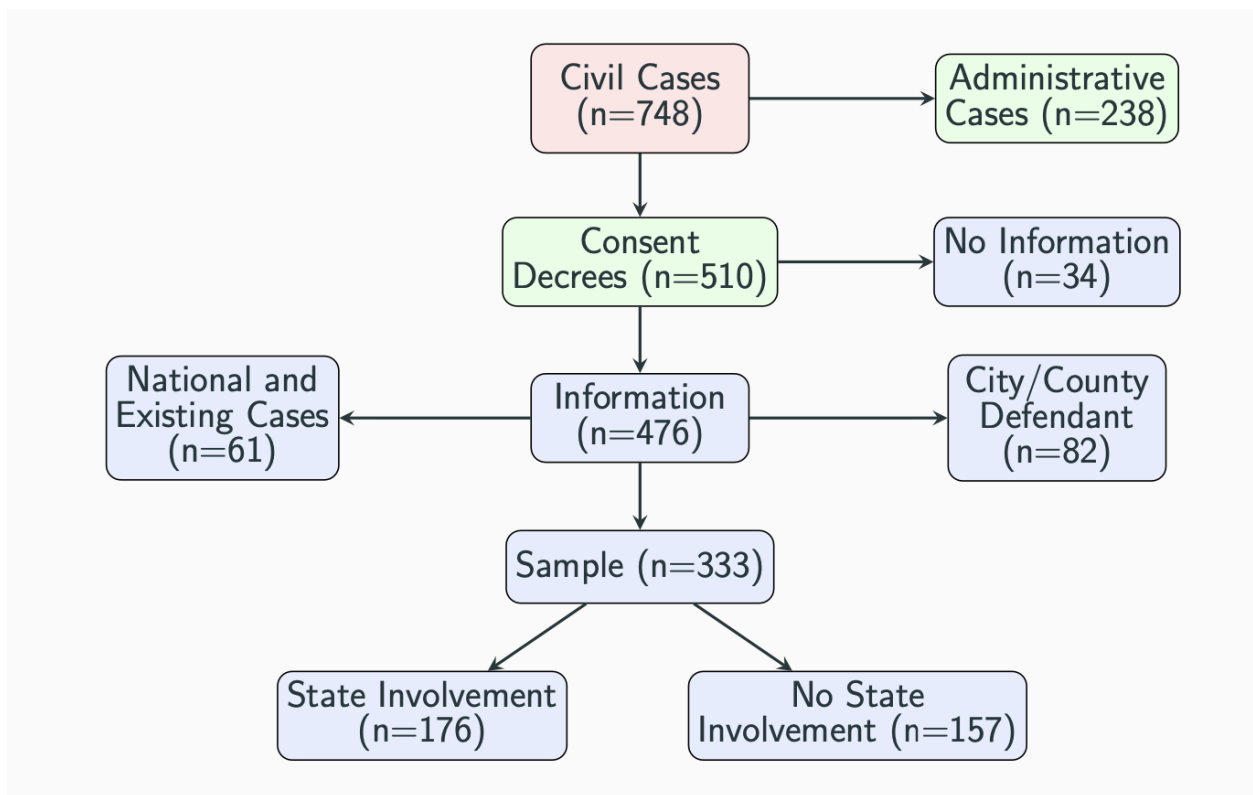 Civil Cases
(n=748)
Administrative
Cases (n=238)
Consent
Decrees (n=510)
No Information
(n=34)
National and
Existing Cases
(n=61)
Information
(n=476)
City/County
Defendant
(n=82)
Sample (n=333)
State Involvement
(n=176)
No State
Involvement (n=157)